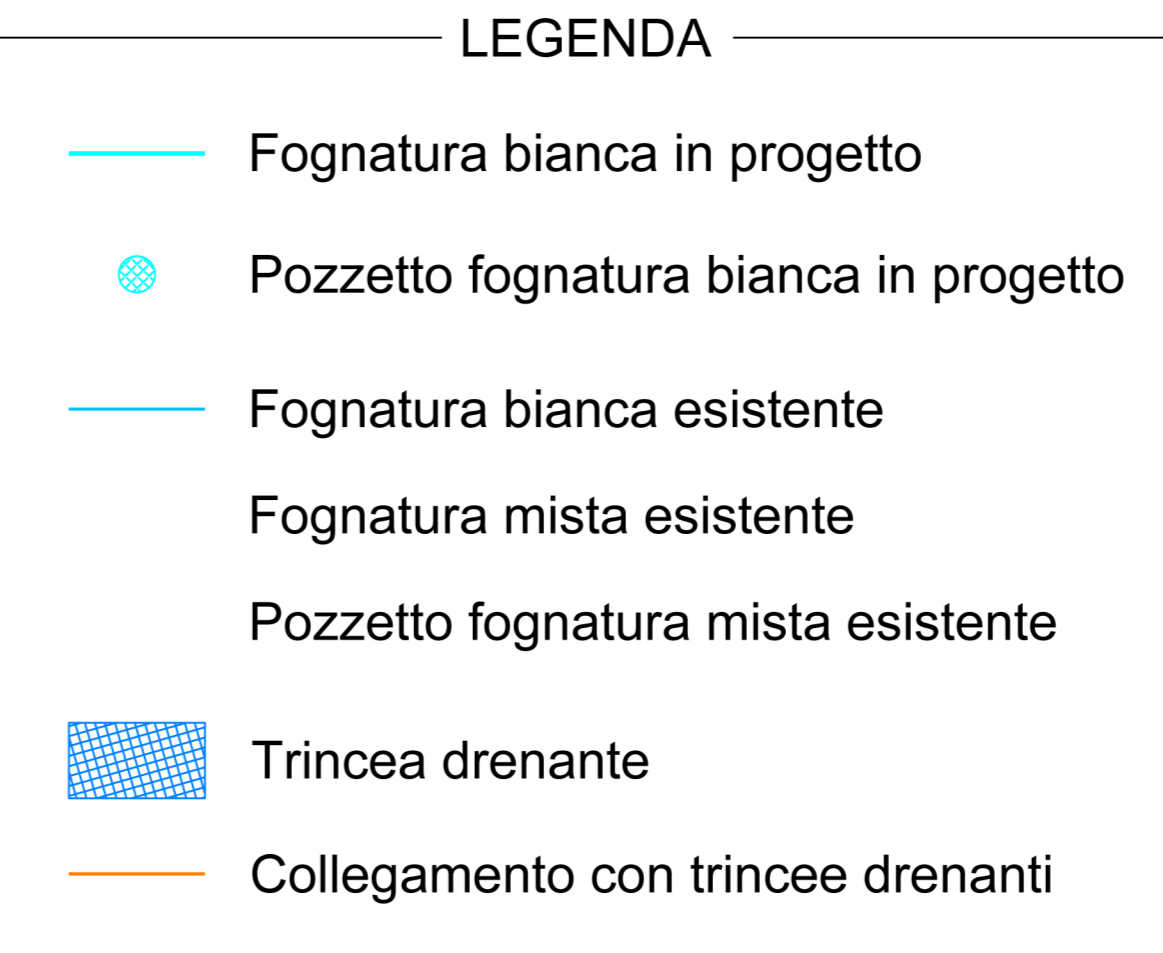 LEGENDA
Fognatura bianca in progetto
Pozzetto fognatura bianca in progetto
Fognatura bianca esistente
Fognatura mista esistente
Pozzetto fognatura mista esistente
Trincea drenante
Collegamento con trincee drenanti